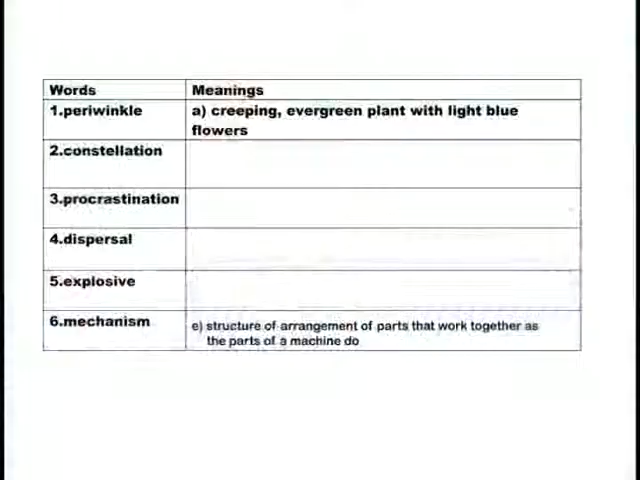 Words Meanings
1.periwinkle a) creeping, evergreen plant with light blue
flowers
2.constellation
3.procrastination
4.dispersal
5.explosive
6.mechanism e) structure of arrangement of parts that work together as
the parts of a machine do